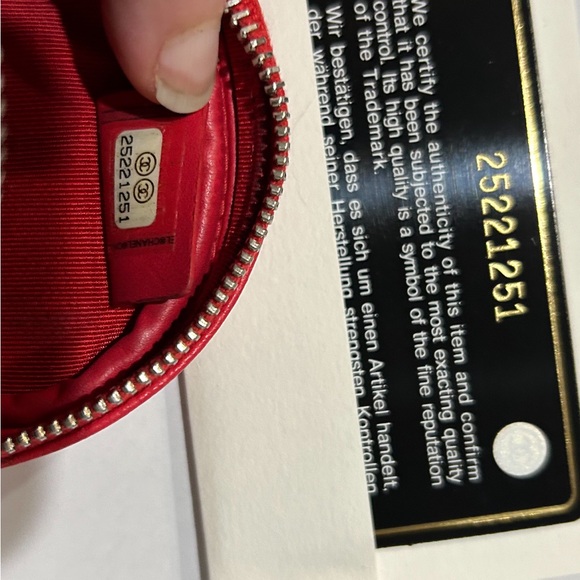 25221251
We certify the authenticity of this item and confirm
that it has been subjected to the most exacting quality
control. Its high quality is a symbol of the fine reputation
of the Trademark.
Wir bestätigen, dass es sich um einen Artikel handelt,
der während seiner Herstellung strengsten Kontrollen
25221251